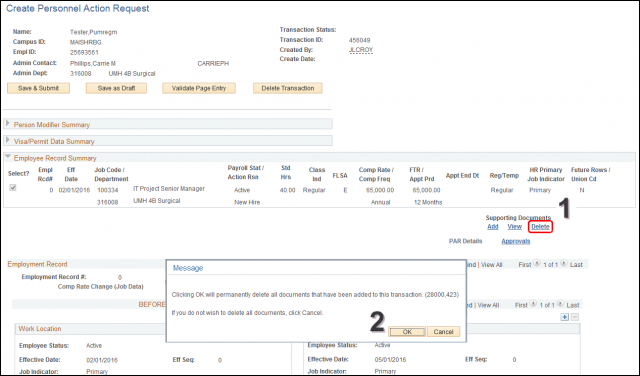 Create Personnel Action Request
Name: Tester,Pumregm
Campus ID: MAISHRBG
Empl ID: 25693561
Admin Contact: Phillips,Carrie M CARRIEPH
Admin Dept: 316008 UMH 4B Surgical
Transaction Status:
Transaction ID: 456049
Created By: JLCROY
Create Date:
Save & Submit Save as Draft Validate Page Entry Delete Transaction
Person Modifier Summary
Visa/Permit Data Summary
Employee Record Summary
Select? Empl Rcd# Eff Date Job Code / Department Payroll Stat / Action Rsn Std Hrs Class Ind FLSA Comp Rate / Comp Freq FTR / Appt Prd Appt End Dt Reg/Temp HR Primary Job Indicator Future Rows / Union Cd
0 02/01/2016 100334 IT Project Senior Manager Active 40.00 Regular E 65,000.00 65,000.00 Regular Primary N
316008 UMH 4B Surgical New Hire Annual 12 Months
1
Supporting Documents
Add View Delete
PAR Details Approvals
Employment Record
ind | View All First 1 of 1 Last
Employment Record #: 0
Comp Rate Change (Job Data)
BEFORE
ind | View All First 1 of 1 Last
Message
Clicking OK will permanently delete all documents that have been added to this transaction. (28000,423)
If you do not wish to delete all documents, click Cancel.
2
OK Cancel
Work Location
Employee Status: Active
Effective Date: 02/01/2016 Eff Seq: 0
Job Indicator: Primary
Employee Status: Active
Effective Date: 05/01/2016 Eff Seq: 0
Job Indicator: Primary